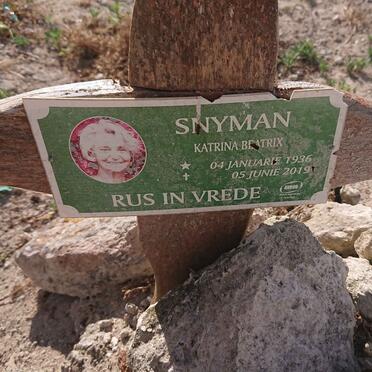 SNYMAN
KATRINA BEATRIX
04 JANUARIE 1936
05 JUNIE 2019
RUS IN VREDE